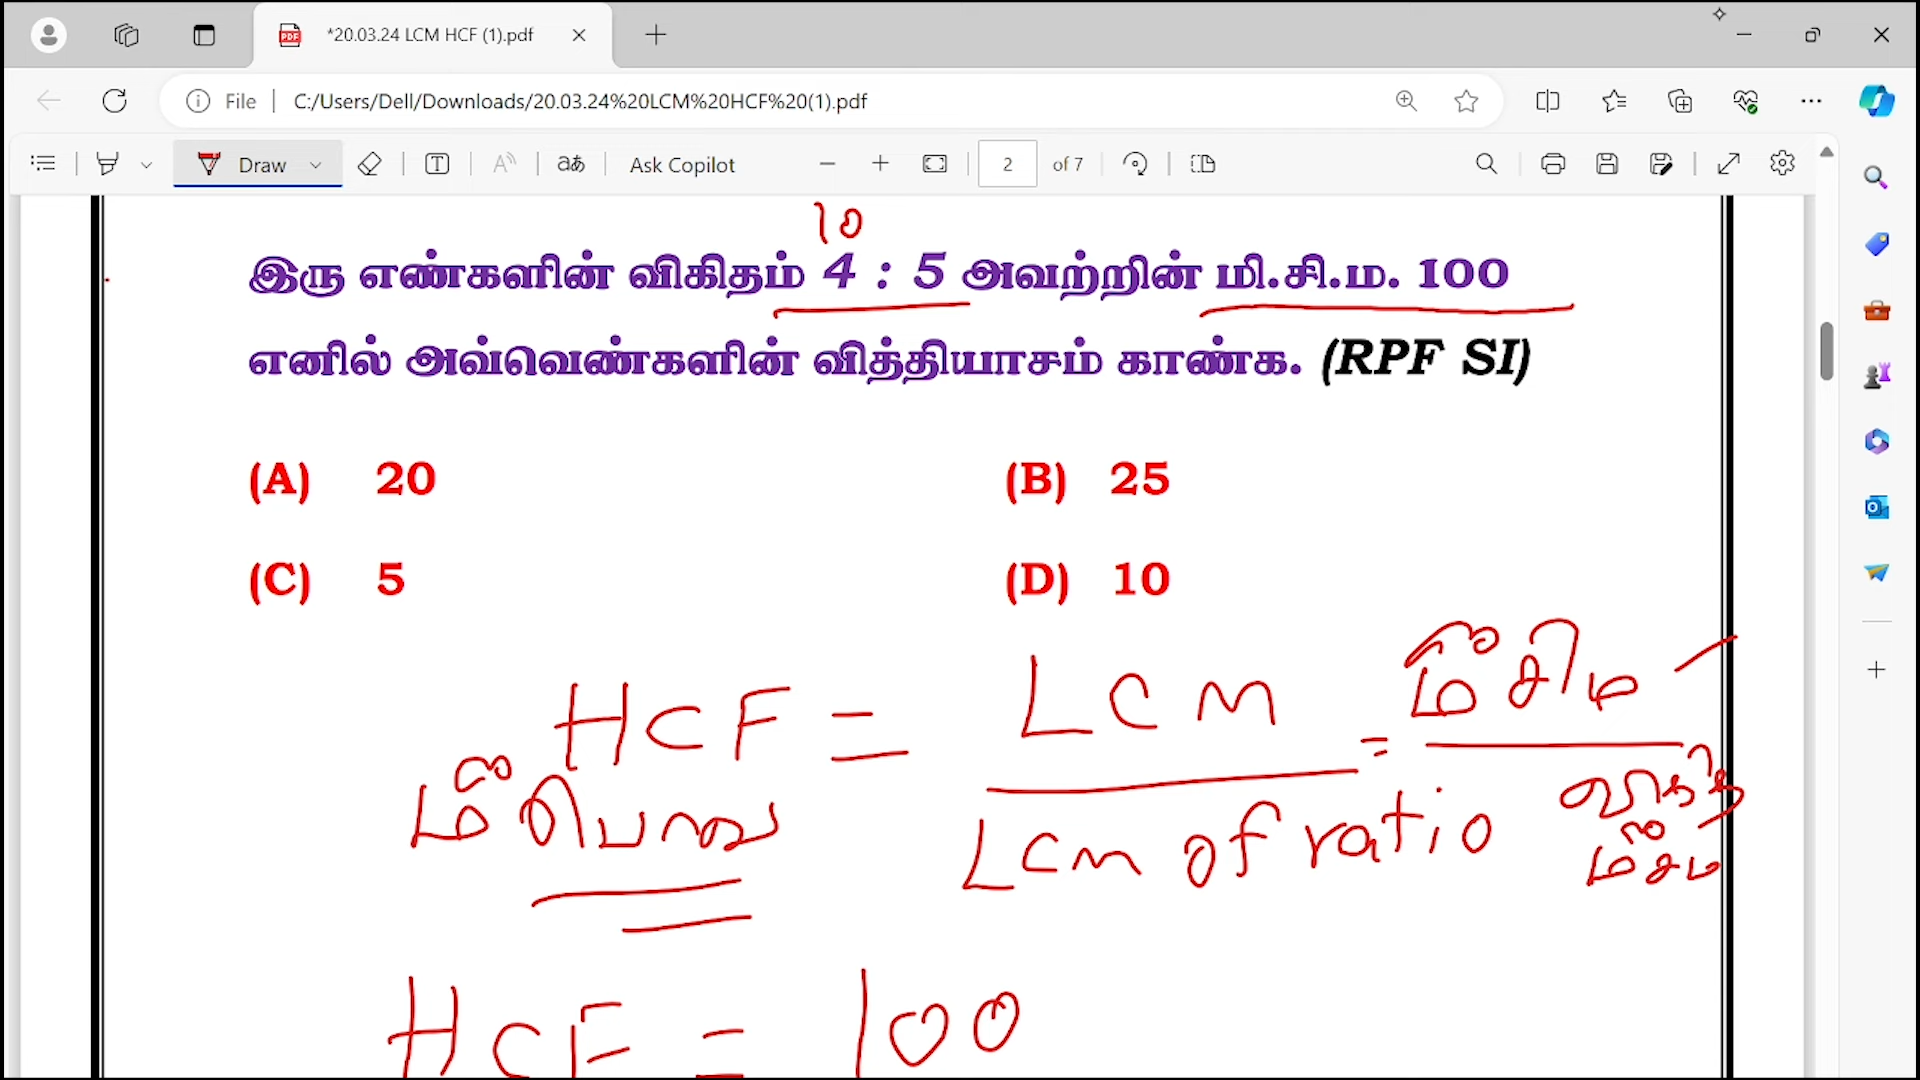 *20.03.24 LCM HCF (1).pdf
File C:/Users/Dell/Downloads/20.03.24%20LCM%20HCF%20(1).pdf
Draw Ask Copilot 2 of 7
10
இரு எண்களின் விகிதம் 4 : 5 அவற்றின் மி.சி.ம. 100
எனில் அவ்வெண்களின் வித்தியாசம் காண்க. (RPF SI)
(A) 20 (B) 25
(C) 5 (D) 10
HCF = LCM = மீசிம
மீபெவ LCM of ratio
HCF = 100